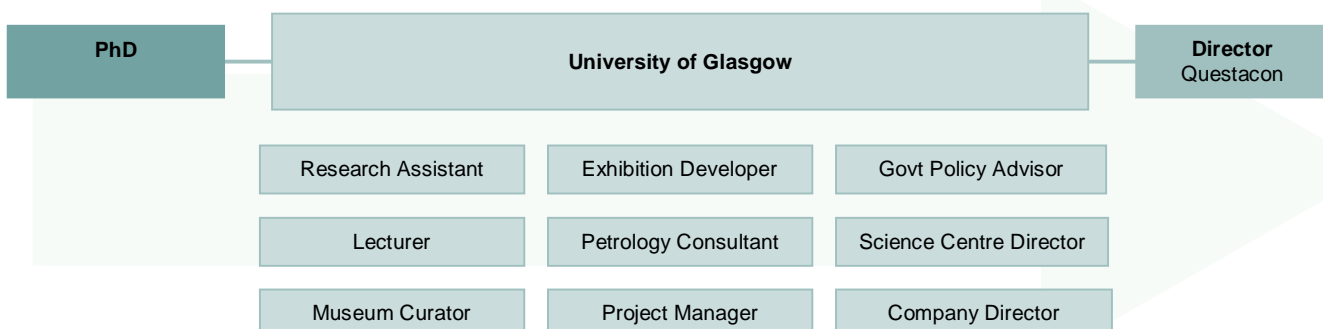 PhD
University of Glasgow
Director
Questacon
Research Assistant
Exhibition Developer
Govt Policy Advisor
Lecturer
Petrology Consultant
Science Centre Director
Museum Curator
Project Manager
Company Director